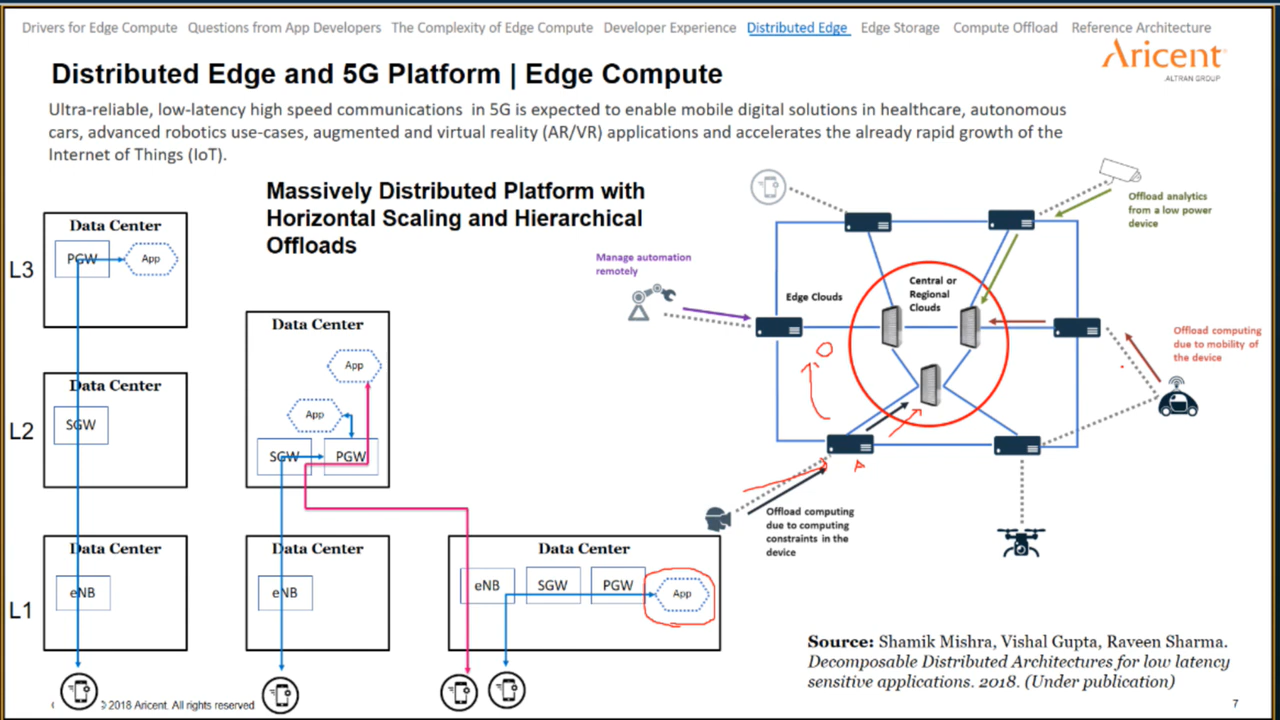 Drivers for Edge Compute Questions from App Developers The Complexity of Edge Compute Developer Experience Distributed Edge Edge Storage Compute Offload Reference Architecture
Aricent
ALTRAN GROUP
Distributed Edge and 5G Platform | Edge Compute
Ultra-reliable, low-latency high speed communications in 5G is expected to enable mobile digital solutions in healthcare, autonomous
cars, advanced robotics use-cases, augmented and virtual reality (AR/VR) applications and accelerates the already rapid growth of the
Internet of Things (IoT).
Massively Distributed Platform with
Horizontal Scaling and Hierarchical
Offloads
L3
Data Center
PGW
App
L2
Data Center
SGW
L1
Data Center
eNB
Data Center
App
App
SGW
PGW
Data Center
eNB
Data Center
eNB
SGW
PGW
App
Offload analytics
from a low power
device
Manage automation
remotely
Edge Clouds
Central or
Regional
Clouds
Offload computing
due to mobility of
the device
A
Offload computing
due to computing
constraints in the
device
Source: Shamik Mishra, Vishal Gupta, Raveen Sharma.
Decomposable Distributed Architectures for low latency
sensitive applications. 2018. (Under publication)
© 2018 Aricent. All rights reserved
7